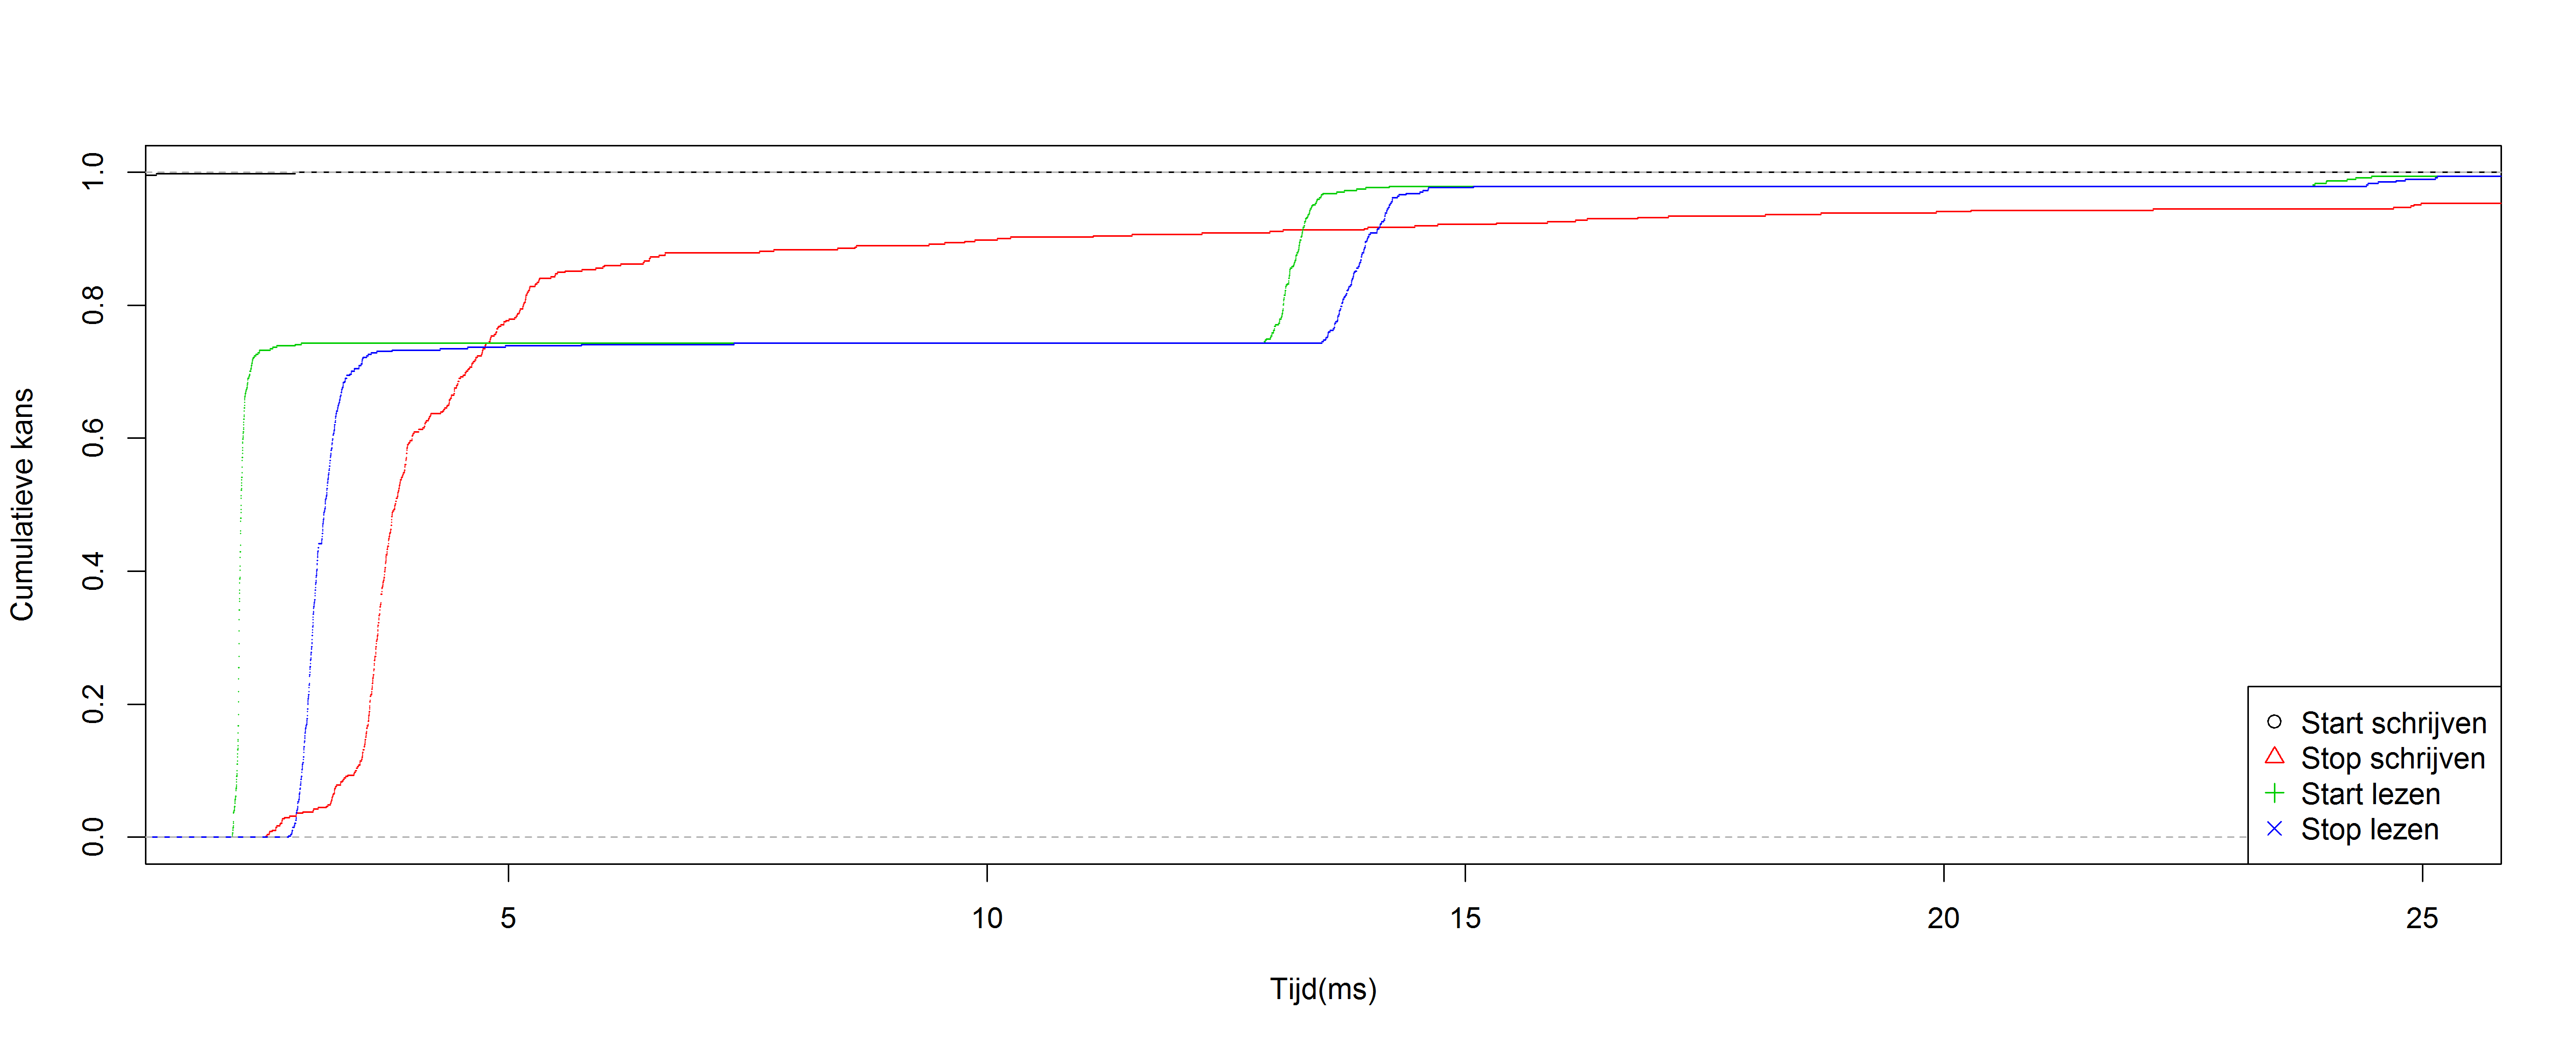 Cumulatieve kans
1.0
0.8
0.6
0.4
0.2
0.0
Start schrijven
Stop schrijven
Start lezen
Stop lezen
5 10 15 20 25
Tijd(ms)